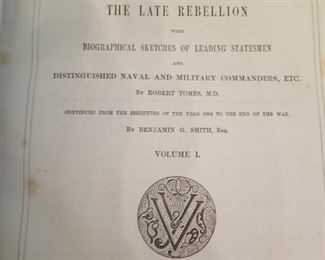 THE LATE REBELLION
WITH
BIOGRAPHICAL SKETCHES OF LEADING STATESMEN
AND
DISTINGUISHED NAVAL AND MILITARY COMMANDERS, ETC.
BY ROBERT TOMES, M.D.
CONTINUED FROM THE BEGINNING OF THE YEAR 1864 TO THE END OF THE WAR.
BY BENJAMIN G. SMITH, ESQ.
VOLUME I.